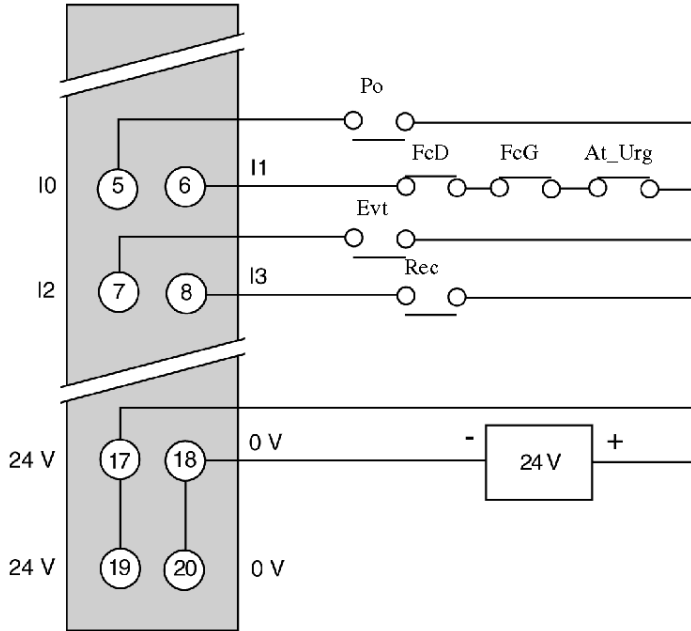 Po
FcD FcG At_Urg
I0 5 6 I1
Evt
Rec
I2 7 8 I3
24 V 17 18 0 V - 24 V +
24 V 19 20 0 V